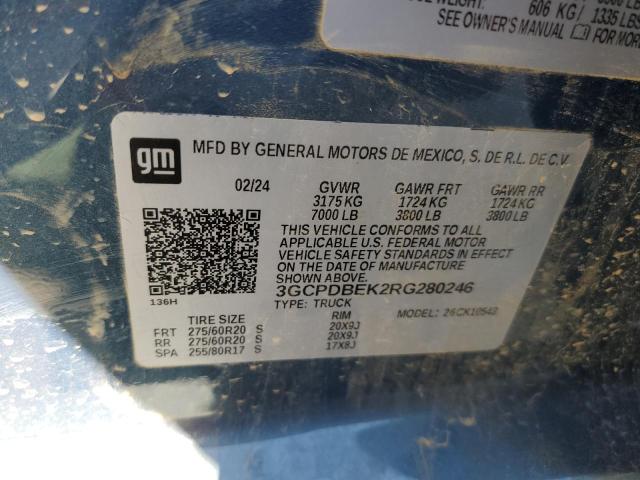 606 KG/ 1335 LBS
SEE OWNER'S MANUAL FOR MORE
gm
MFD BY GENERAL MOTORS DE MEXICO, S. DE R.L. DE C.V.
02/24 GVWR GAWR FRT GAWR RR
3175 KG 1724 KG 1724 KG
7000 LB 3800 LB 3800 LB
THIS VEHICLE CONFORMS TO ALL
APPLICABLE U.S. FEDERAL MOTOR
VEHICLE SAFETY STANDARDS IN EFFECT
ON THE DATE OF MANUFACTURE
SHOWN ABOVE.
3GCPDBEK2RG280246
136H
TYPE: TRUCK MODEL: 26CK10543
TIRE SIZE RIM
FRT 275/60R20 S 20X9J
RR 275/60R20 S 20X9J
SPA 255/80R17 S 17X8J